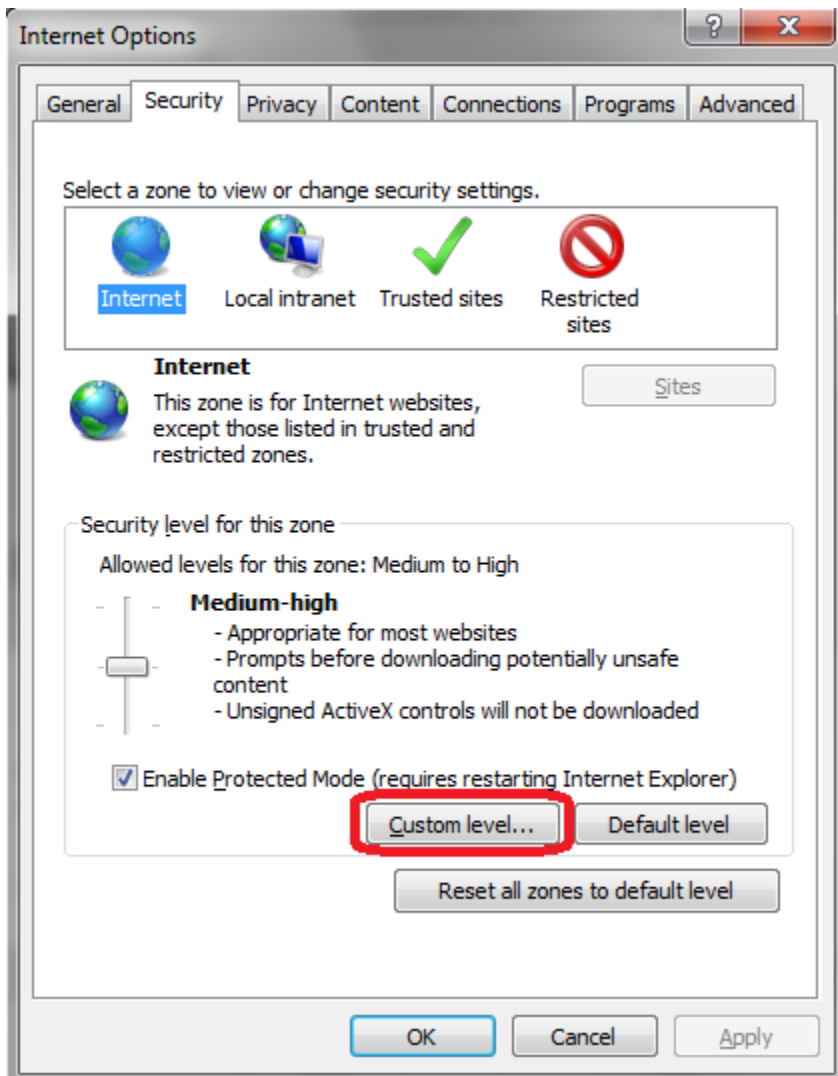 Internet Options
General Security Privacy Content Connections Programs Advanced
Select a zone to view or change security settings.
Internet Local intranet Trusted sites Restricted
sites
Internet
Sites
This zone is for Internet websites,
except those listed in trusted and
restricted zones.
Security level for this zone
Allowed levels for this zone: Medium to High
Medium-high
- Appropriate for most websites
- Prompts before downloading potentially unsafe
content
- Unsigned ActiveX controls will not be downloaded
Enable Protected Mode (requires restarting Internet Explorer)
Custom level... Default level
Reset all zones to default level
OK Cancel Apply